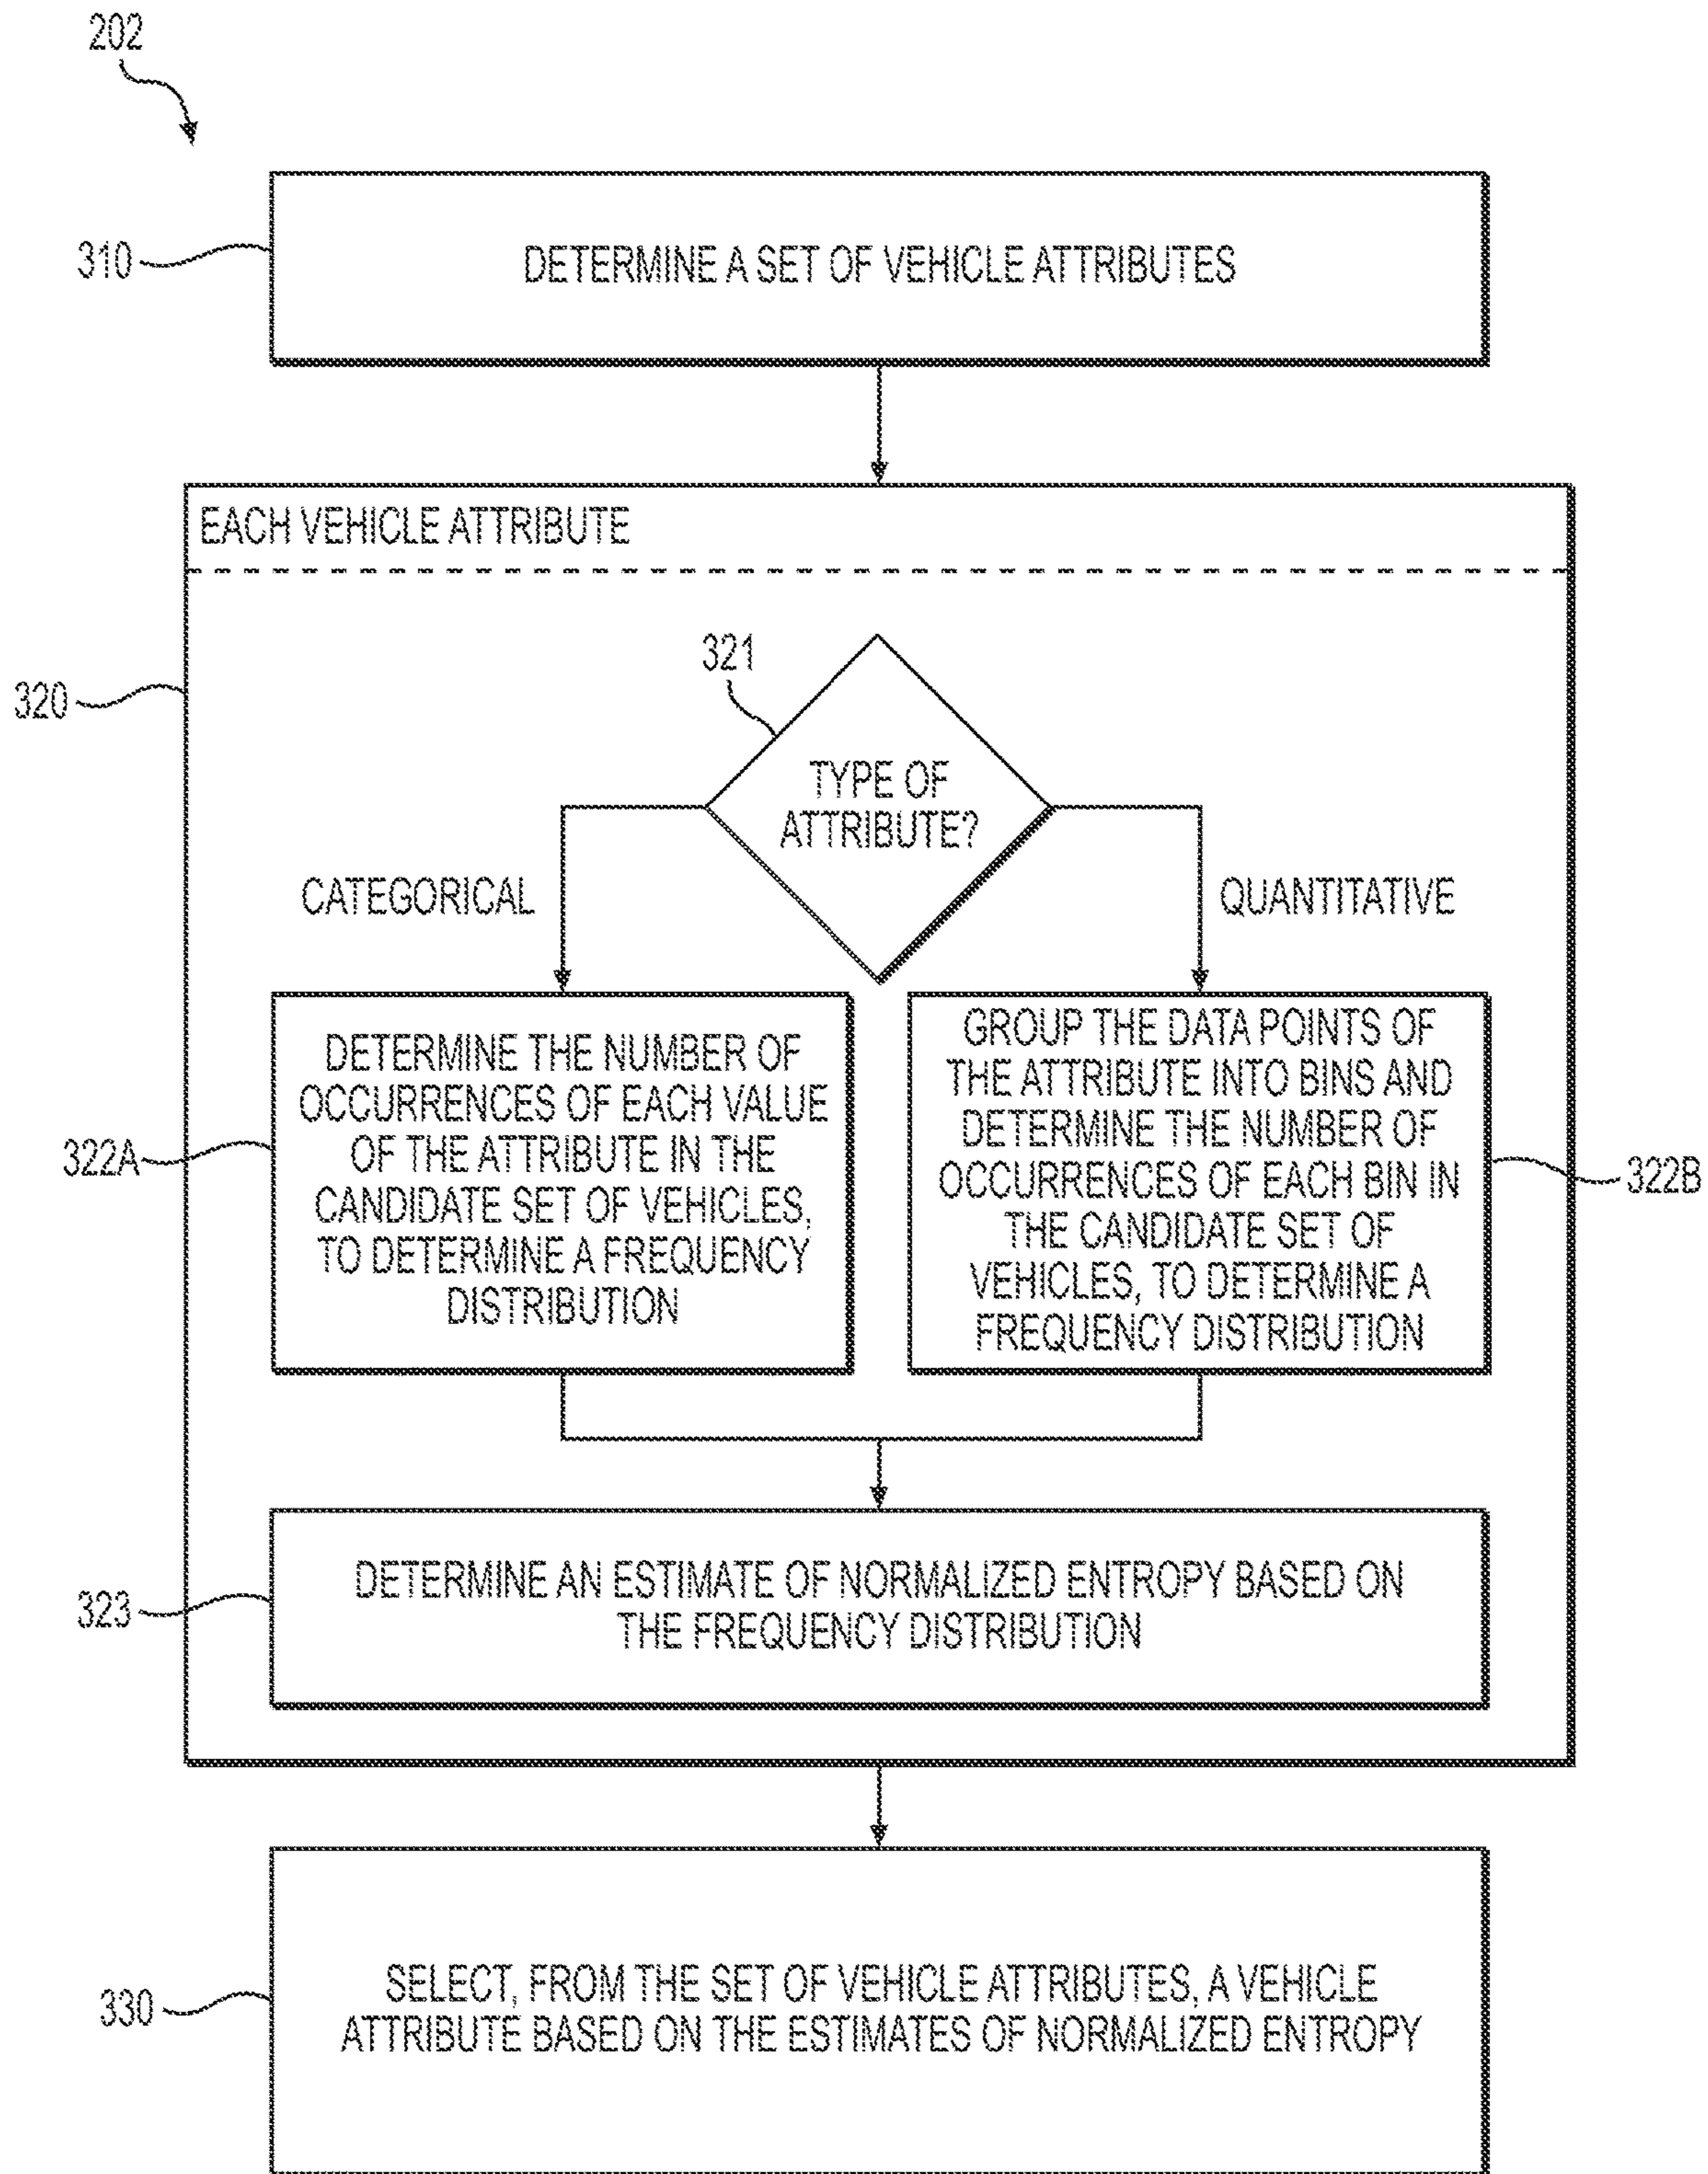 202
310
DETERMINE A SET OF VEHICLE ATTRIBUTES
EACH VEHICLE ATTRIBUTE
320
321
TYPE OF
ATTRIBUTE?
CATEGORICAL
QUANTITATIVE
322A
DETERMINE THE NUMBER OF
OCCURRENCES OF EACH VALUE
OF THE ATTRIBUTE IN THE
CANDIDATE SET OF VEHICLES,
TO DETERMINE A FREQUENCY
DISTRIBUTION
GROUP THE DATA POINTS OF
THE ATTRIBUTE INTO BINS AND
DETERMINE THE NUMBER OF
OCCURRENCES OF EACH BIN IN
THE CANDIDATE SET OF
VEHICLES, TO DETERMINE A
FREQUENCY DISTRIBUTION
322B
323
DETERMINE AN ESTIMATE OF NORMALIZED ENTROPY BASED ON
THE FREQUENCY DISTRIBUTION
330
SELECT, FROM THE SET OF VEHICLE ATTRIBUTES, A VEHICLE
ATTRIBUTE BASED ON THE ESTIMATES OF NORMALIZED ENTROPY